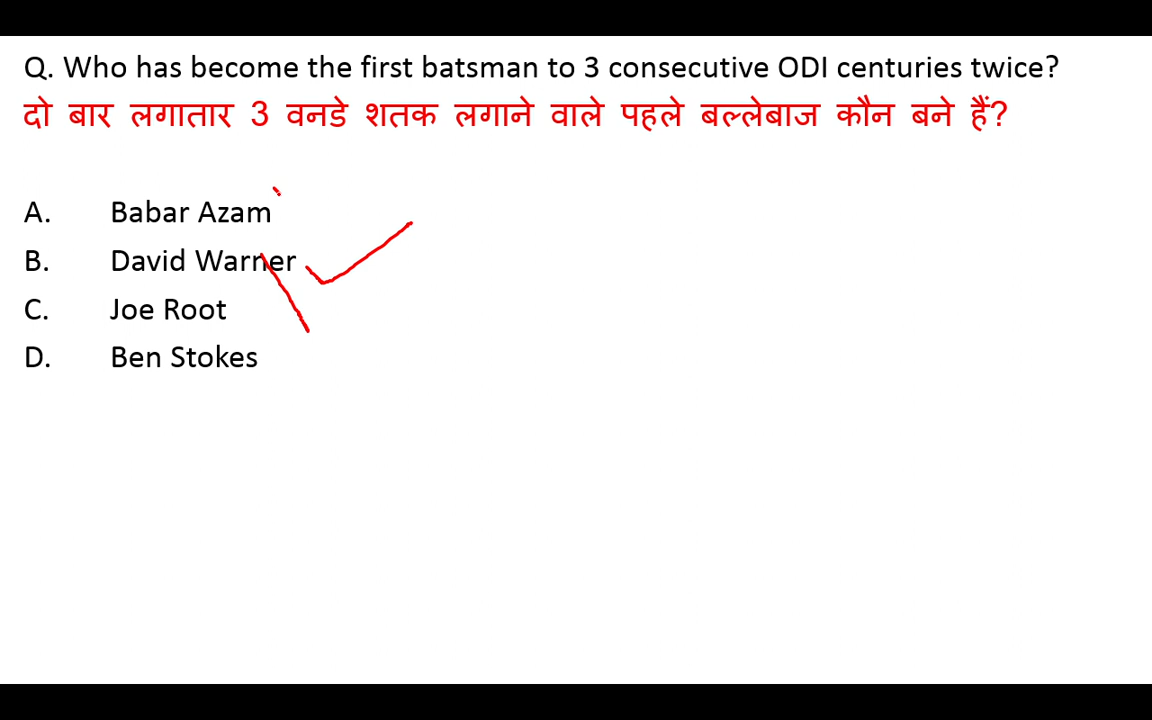 Q. Who has become the first batsman to 3 consecutive ODI centuries twice?
दो बार लगातार 3 वनडे शतक लगाने वाले पहले बल्लेबाज कौन बने हैं?
A. Babar Azam
B. David Warner
C. Joe Root
D. Ben Stokes